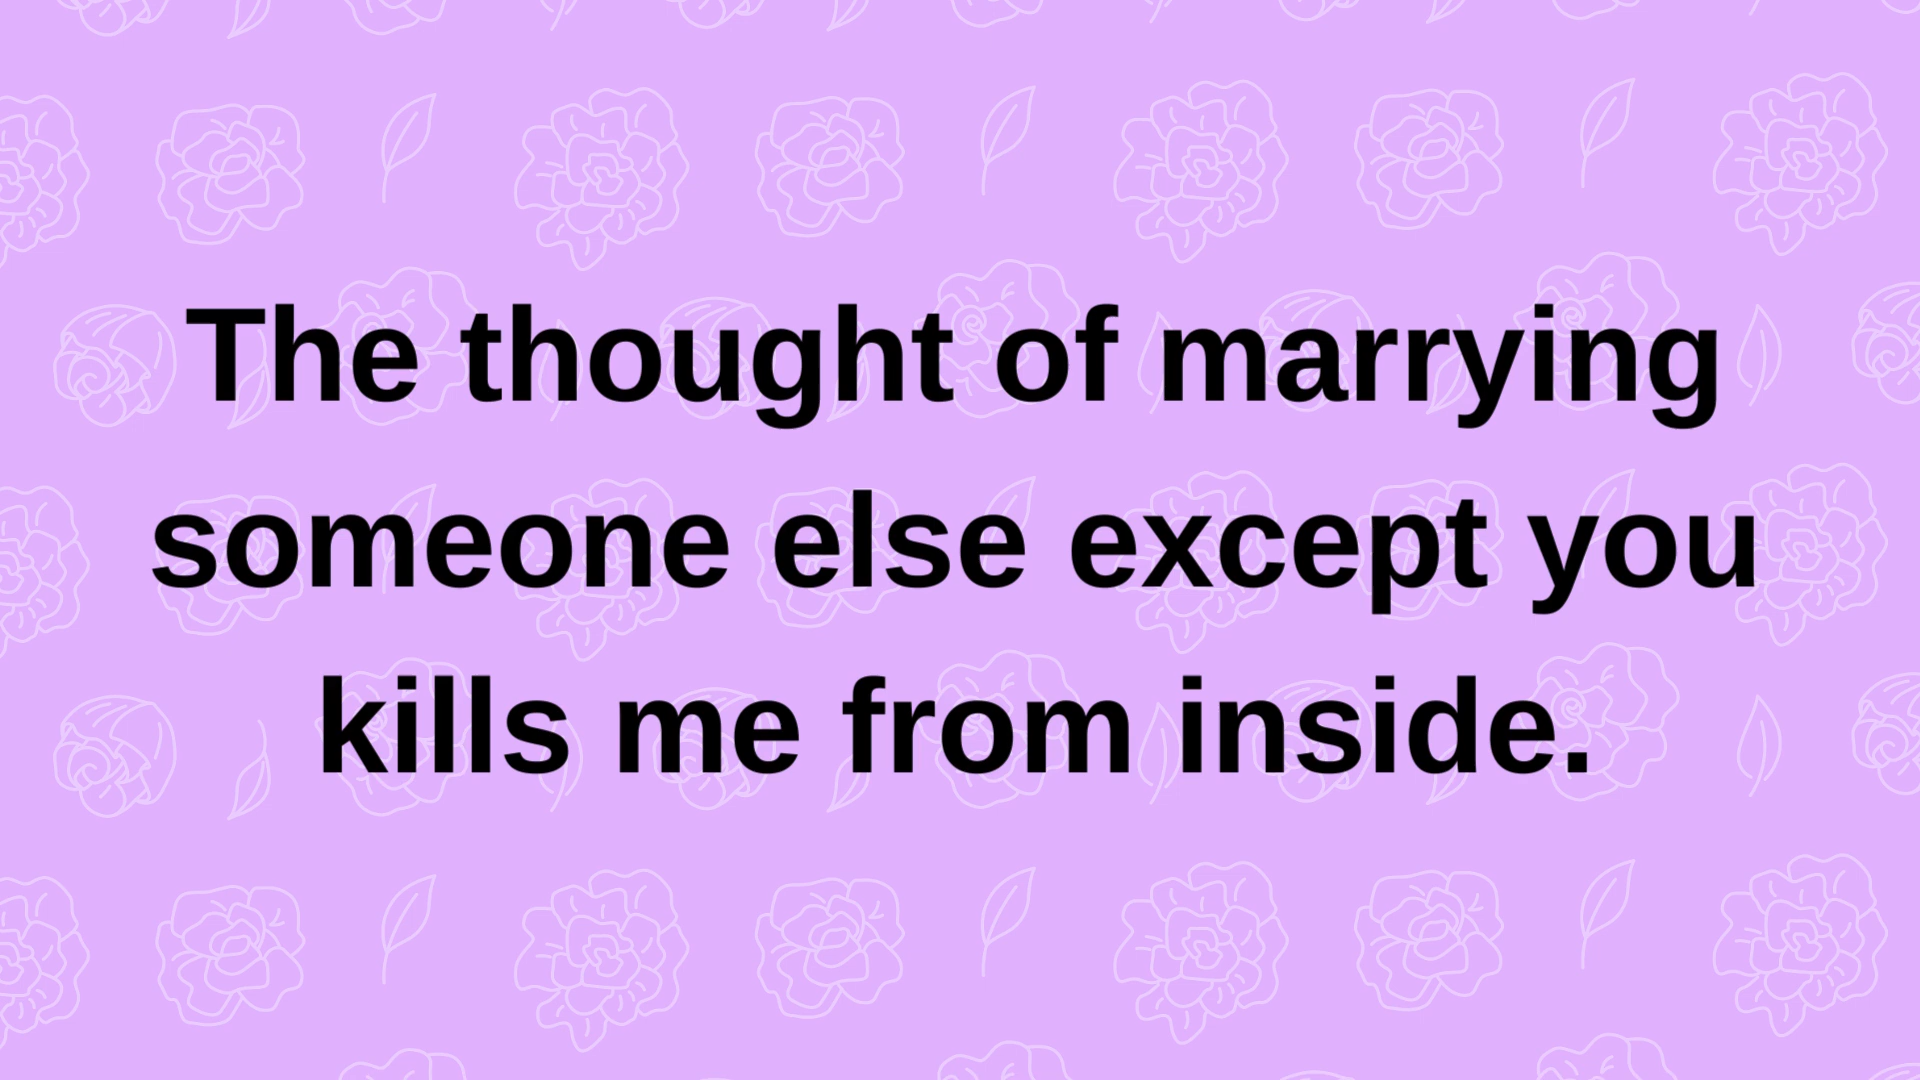 The thought of marrying
someone else except you
kills me from inside.